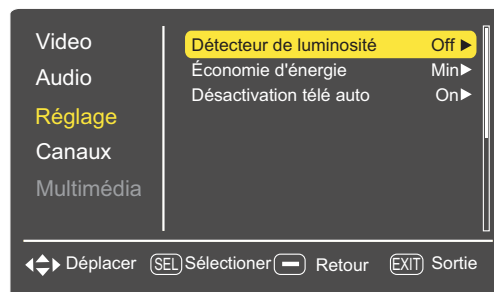 Video
Audio
Réglage
Canaux
Multimédia
Détecteur de luminosité Off
Économie d'énergie Min
Désactivation télé auto On
Déplacer SEL Sélectioner Retour EXIT Sortie